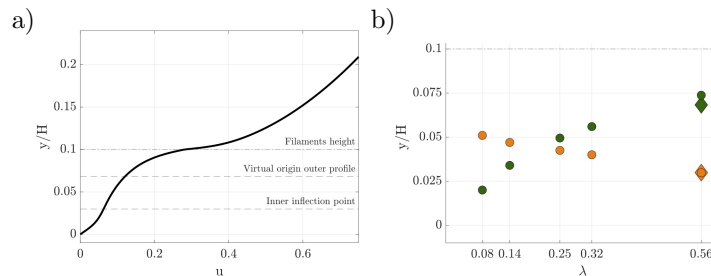 a)
y/H
0.2
0.15
0.1
0.05
0
Filaments height
Virtual origin outer profile
Inner inflection point
0 0.2 0.4 0.6
u
b)
y/H
0.1
0.075
0.05
0.025
0
0.08 0.14 0.25 0.32 0.56
λ